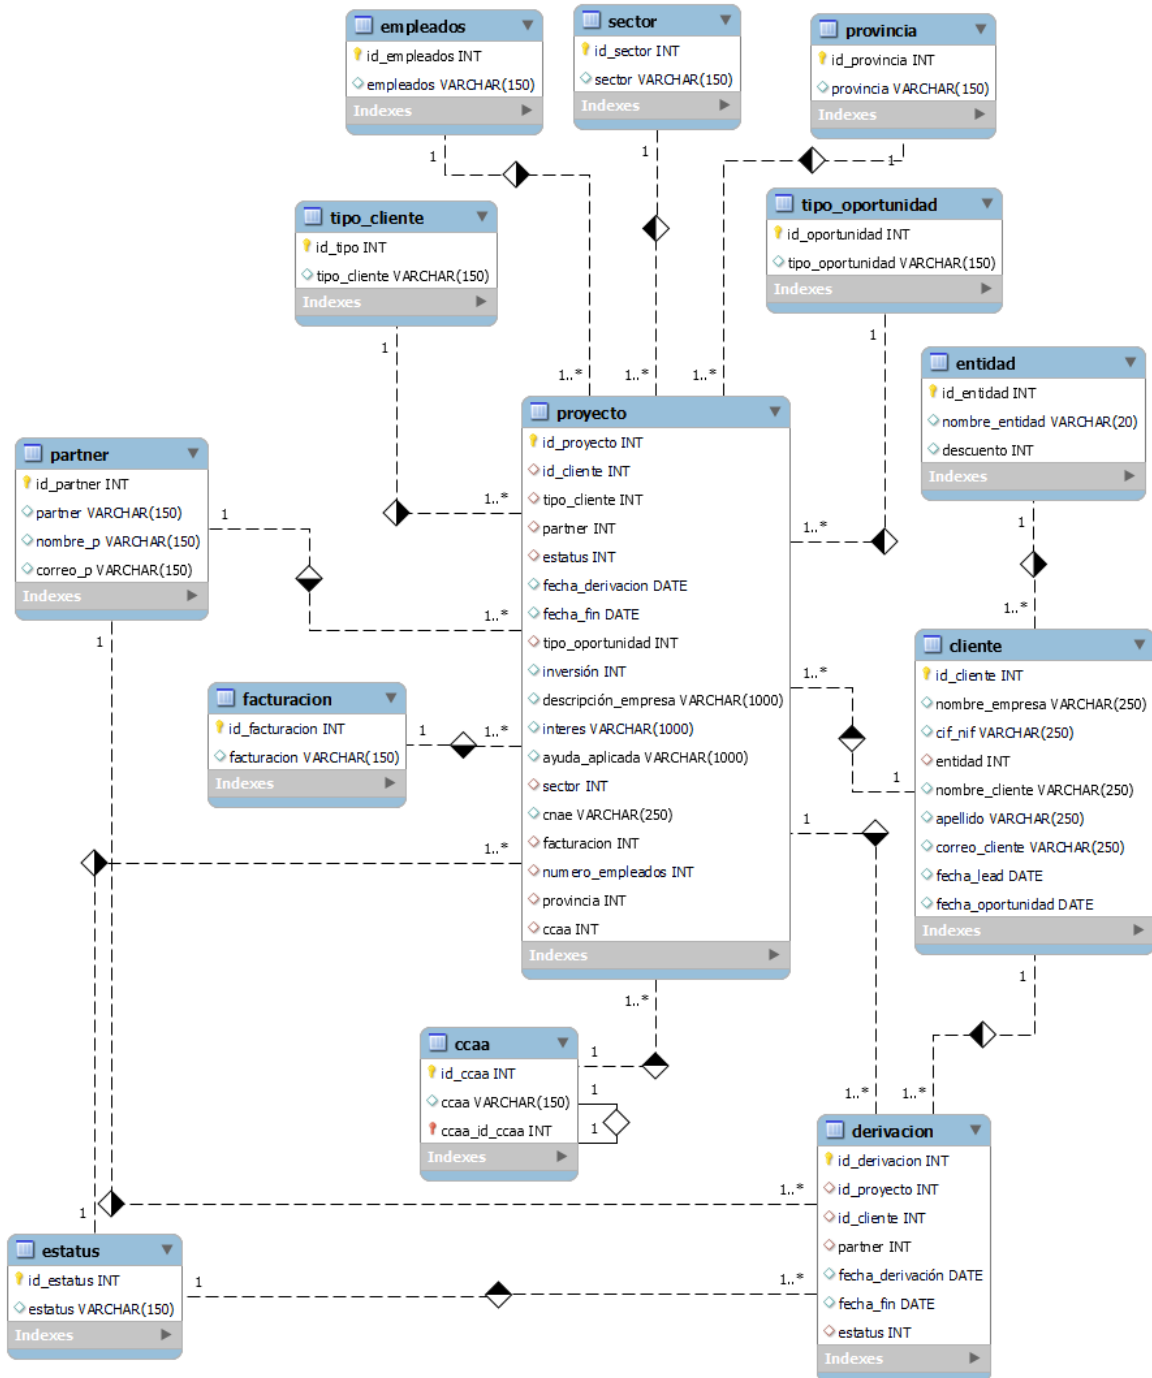 empleados
id_empleados INT
empleados VARCHAR(150)
Indexes
sector
id_sector INT
sector VARCHAR(150)
Indexes
provincia
id_provincia INT
provincia VARCHAR(150)
Indexes
1
1
1
tipo_cliente
id_tipo INT
tipo_cliente VARCHAR(150)
Indexes
tipo_oportunidad
id_oportunidad INT
tipo_oportunidad VARCHAR(150)
Indexes
1
1
1..*
1..*
1..*
entidad
id_entidad INT
nombre_entidad VARCHAR(20)
descuento INT
Indexes
1
1..*
partner
id_partner INT
partner VARCHAR(150)
nombre_p VARCHAR(150)
correo_p VARCHAR(150)
Indexes
1
1
1..*
1..*
1..*
proyecto
id_proyecto INT
id_cliente INT
tipo_cliente INT
partner INT
estatus INT
fecha_derivacion DATE
fecha_fin DATE
tipo_oportunidad INT
inversión INT
descripción_empresa VARCHAR(1000)
interes VARCHAR(1000)
ayuda_aplicada VARCHAR(1000)
sector INT
cnae VARCHAR(250)
facturacion INT
numero_empleados INT
provincia INT
ccaa INT
Indexes
cliente
id_cliente INT
nombre_empresa VARCHAR(250)
cif_nif VARCHAR(250)
entidad INT
nombre_cliente VARCHAR(250)
apellido VARCHAR(250)
correo_cliente VARCHAR(250)
fecha_lead DATE
fecha_oportunidad DATE
Indexes
1..*
1
1
1
facturacion
id_facturacion INT
facturacion VARCHAR(150)
Indexes
1
1..*
1..*
1..*
ccaa
id_ccaa INT
ccaa VARCHAR(150)
ccaa_id_ccaa INT
Indexes
1
1
1
1..*
1..*
derivacion
id_derivacion INT
id_proyecto INT
id_cliente INT
partner INT
fecha_derivación DATE
fecha_fin DATE
estatus INT
Indexes
1..*
1..*
1
estatus
id_estatus INT
estatus VARCHAR(150)
Indexes
1